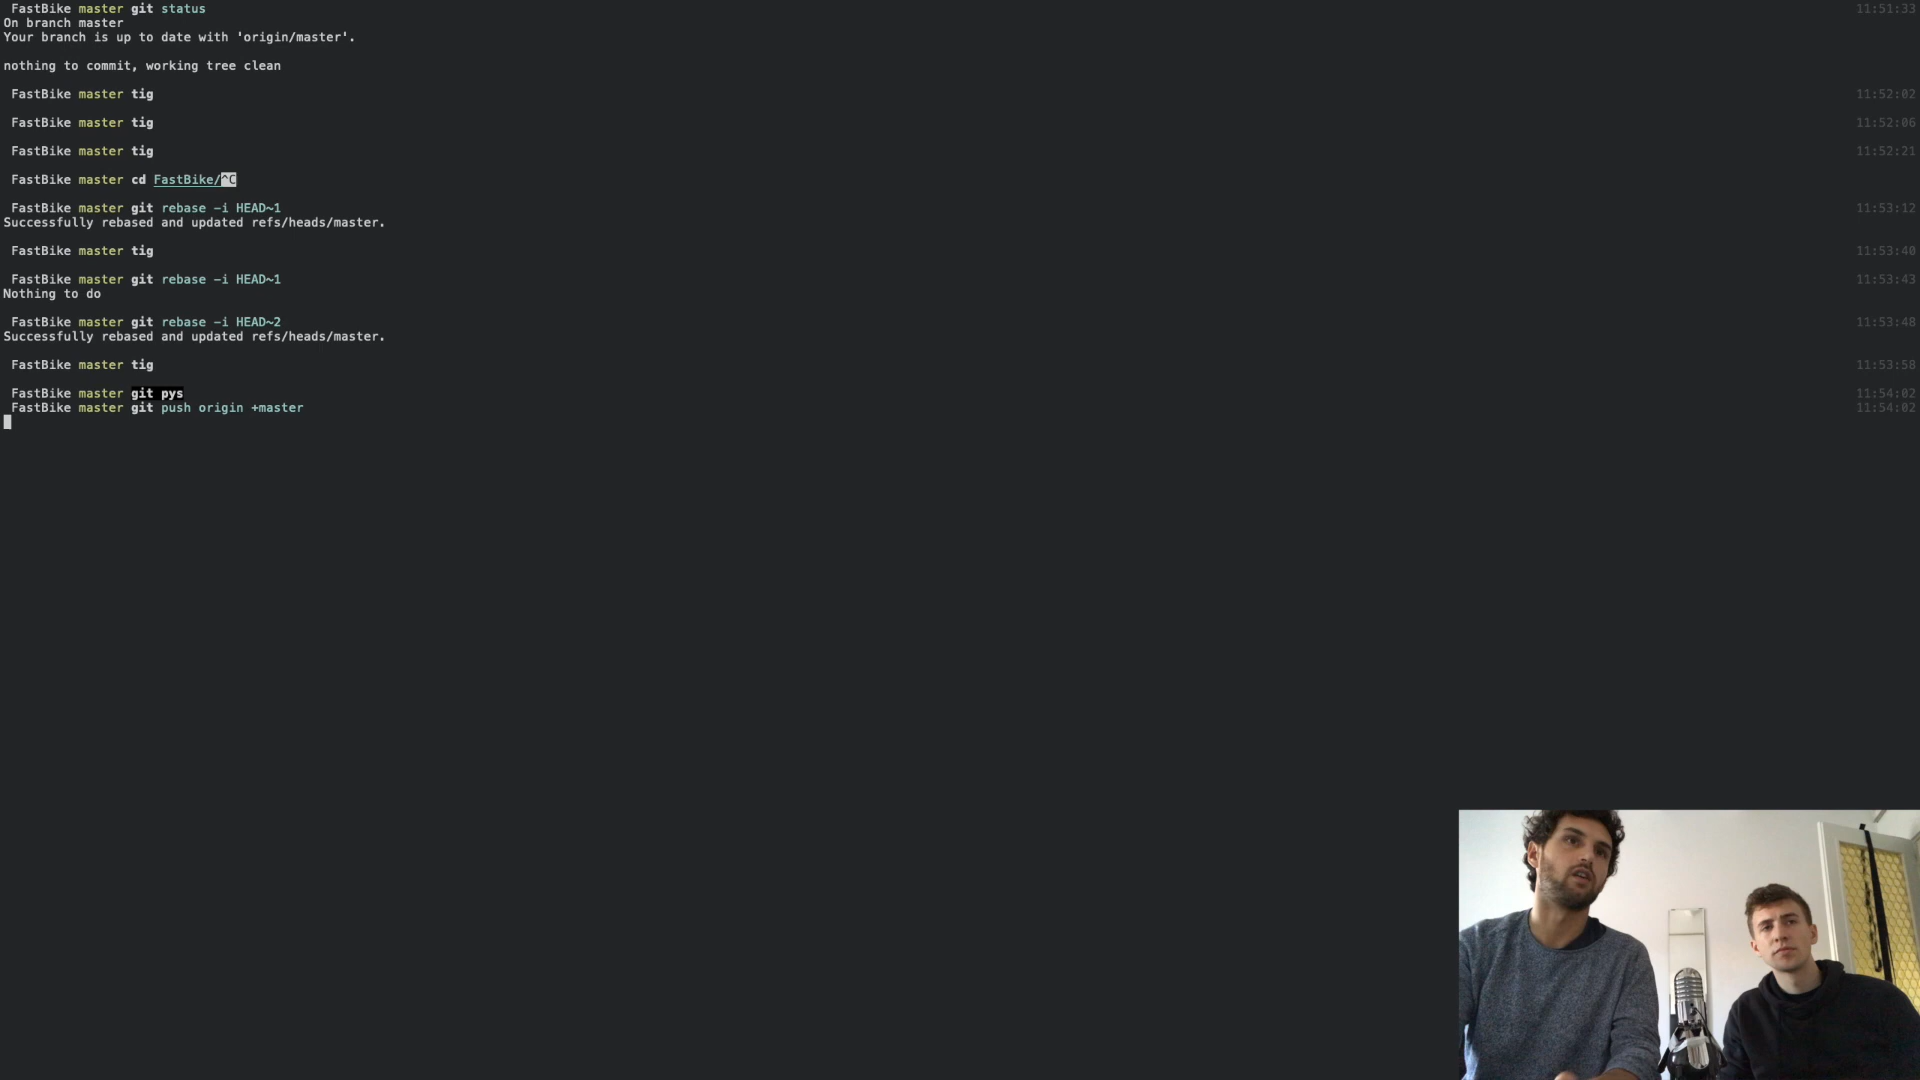 FastBike master git status 11:51:33
On branch master
Your branch is up to date with 'origin/master'.
nothing to commit, working tree clean
FastBike master tig 11:52:02
FastBike master tig 11:52:06
FastBike master tig 11:52:21
FastBike master cd FastBike/^C
FastBike master git rebase -i HEAD~1 11:53:12
Successfully rebased and updated refs/heads/master.
FastBike master tig 11:53:40
FastBike master git rebase -i HEAD~1 11:53:43
Nothing to do
FastBike master git rebase -i HEAD~2 11:53:48
Successfully rebased and updated refs/heads/master.
FastBike master tig 11:53:58
FastBike master git pys 11:54:02
FastBike master git push origin +master 11:54:02